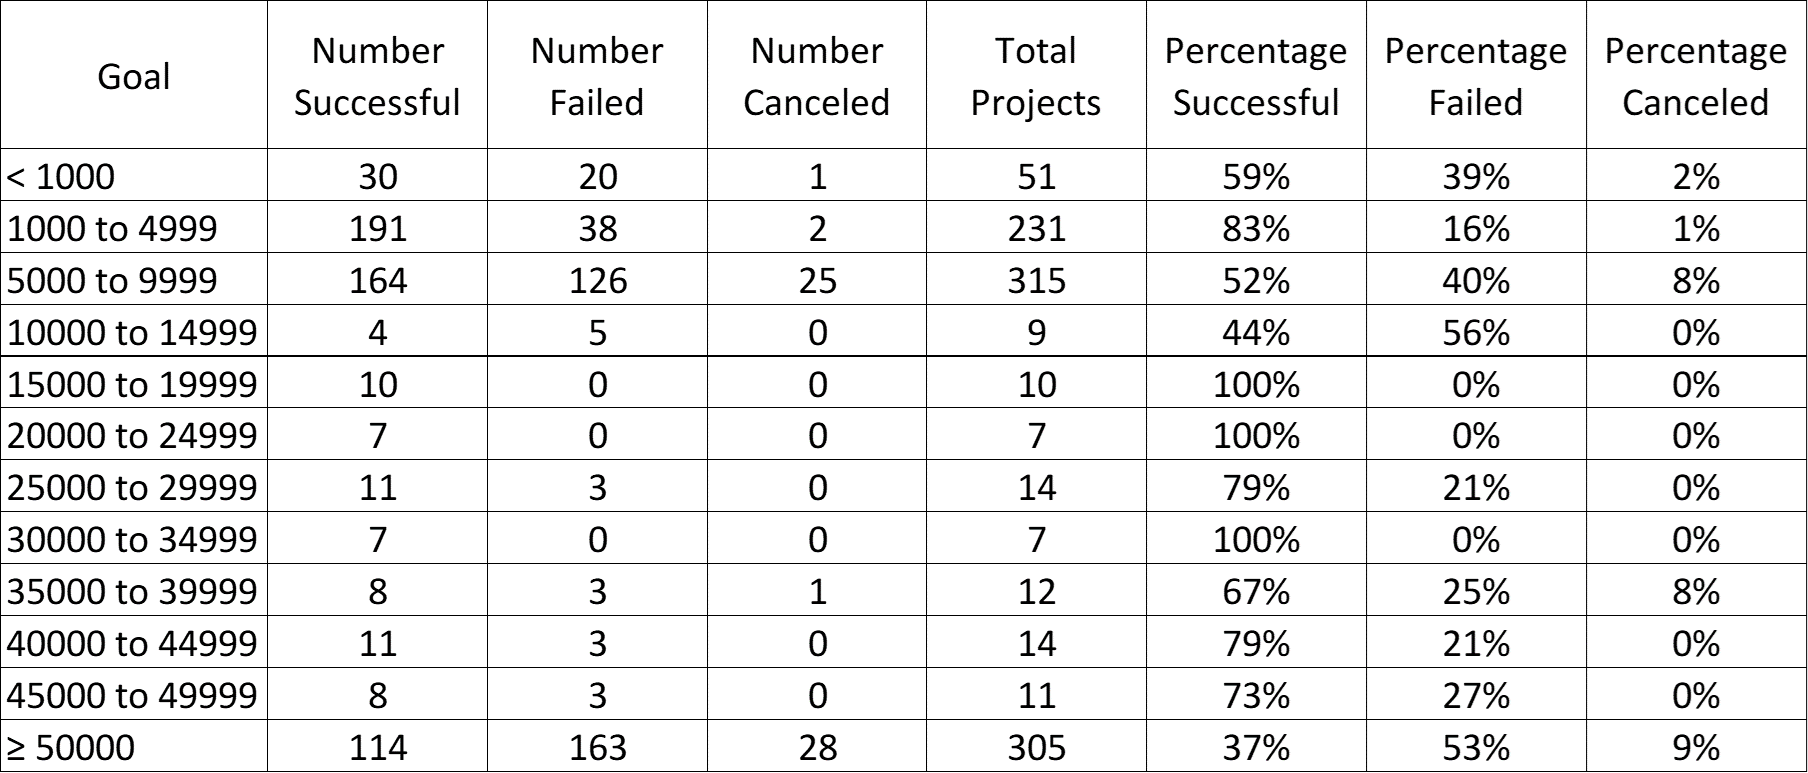 Goal Number Successful Number Failed Number Canceled Total Projects Percentage Successful Percentage Failed Percentage Canceled
< 1000 30 20 1 51 59% 39% 2%
1000 to 4999 191 38 2 231 83% 16% 1%
5000 to 9999 164 126 25 315 52% 40% 8%
10000 to 14999 4 5 0 9 44% 56% 0%
15000 to 19999 10 0 0 10 100% 0% 0%
20000 to 24999 7 0 0 7 100% 0% 0%
25000 to 29999 11 3 0 14 79% 21% 0%
30000 to 34999 7 0 0 7 100% 0% 0%
35000 to 39999 8 3 1 12 67% 25% 8%
40000 to 44999 11 3 0 14 79% 21% 0%
45000 to 49999 8 3 0 11 73% 27% 0%
≥ 50000 114 163 28 305 37% 53% 9%